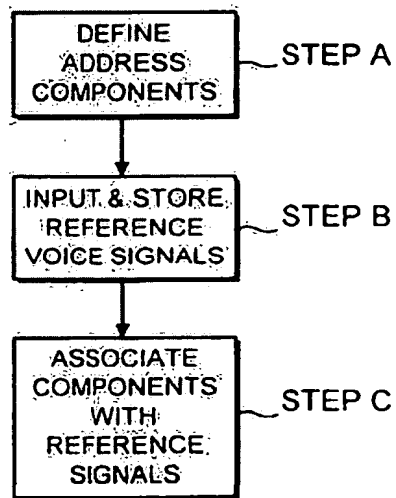 DEFINE
ADDRESS
COMPONENTS
STEP A
INPUT & STORE
REFERENCE
VOICE SIGNALS
STEP B
ASSOCIATE
COMPONENTS
WITH
REFERENCE
SIGNALS
STEP C